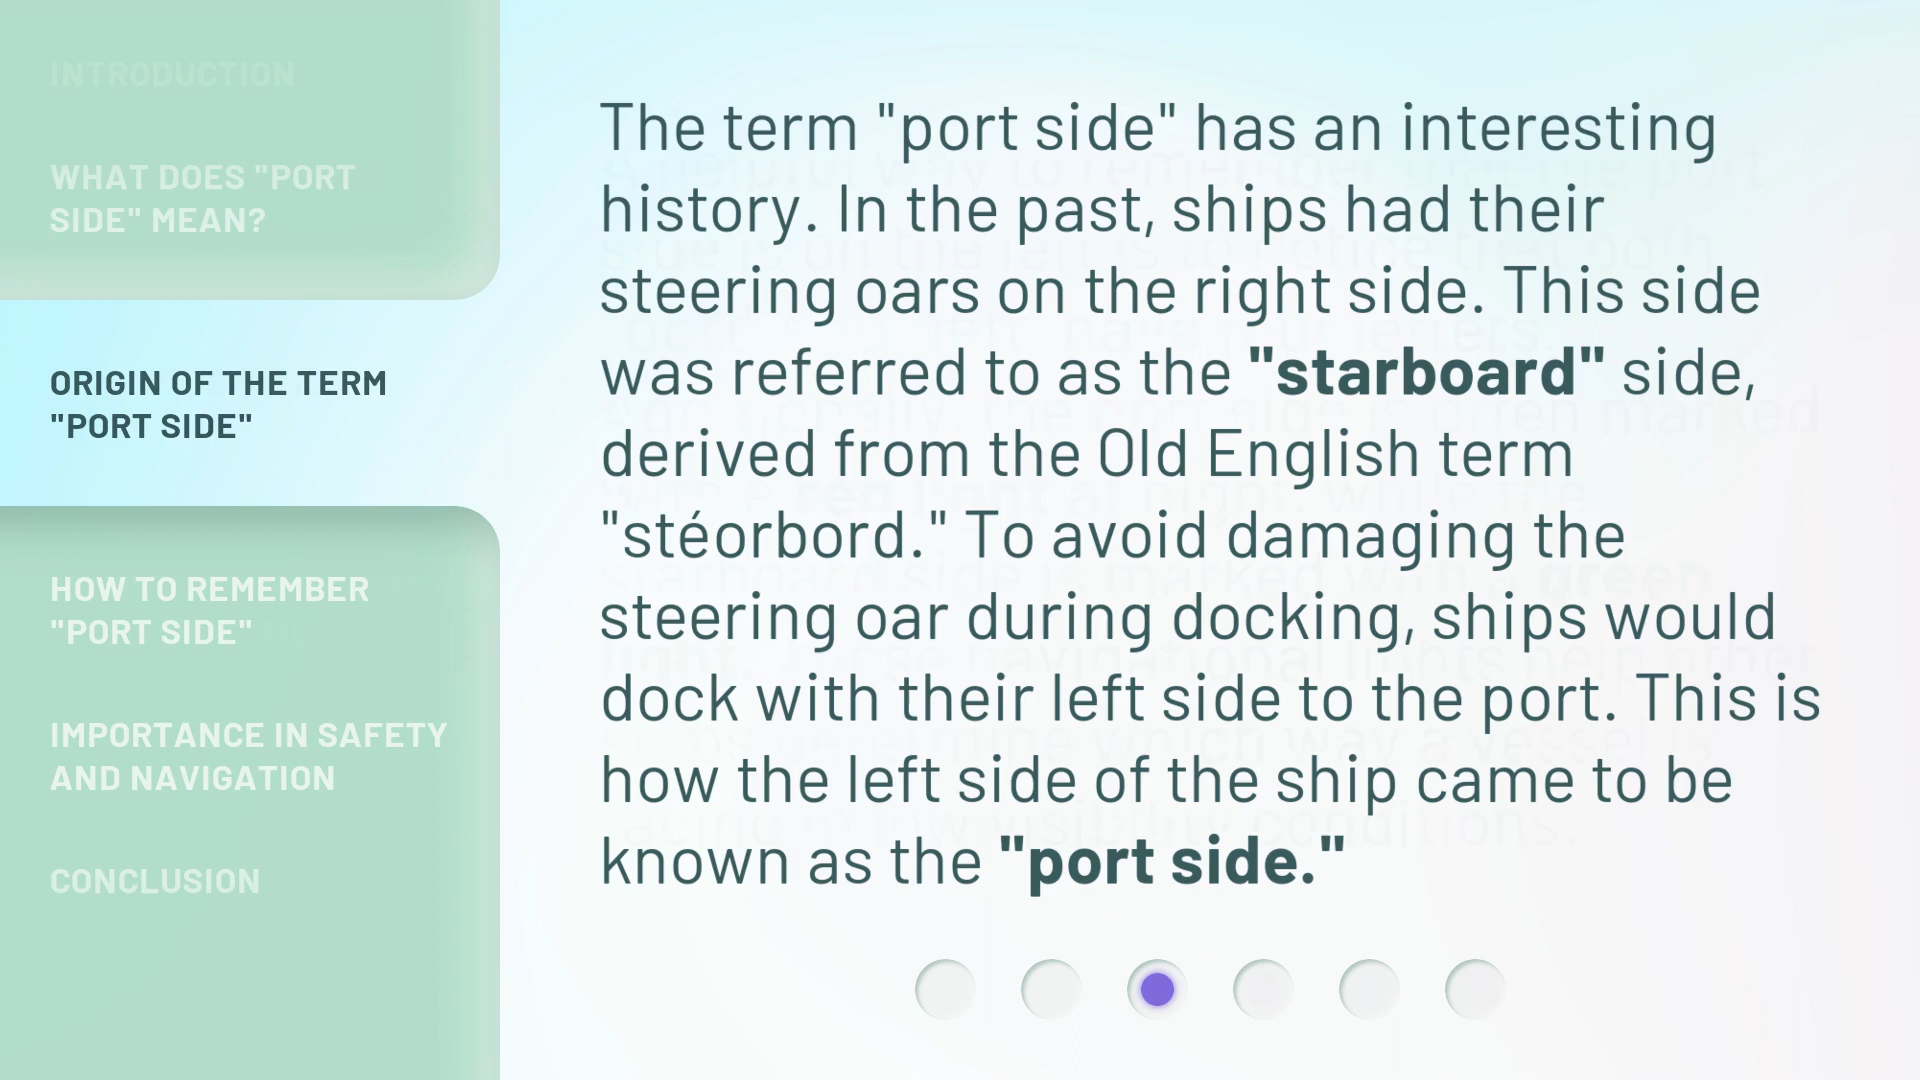 INTRODUCTION
WHAT DOES "PORT
SIDE" MEAN?
ORIGIN OF THE TERM
"PORT SIDE"
HOW TO REMEMBER
"PORT SIDE"
IMPORTANCE IN SAFETY
AND NAVIGATION
CONCLUSION
The term "port side" has an interesting
history. In the past, ships had their
steering oars on the right side. This side
was referred to as the "starboard" side,
derived from the Old English term
"stéorbord." To avoid damaging the
steering oar during docking, ships would
dock with their left side to the port. This is
how the left side of the ship came to be
known as the "port side."